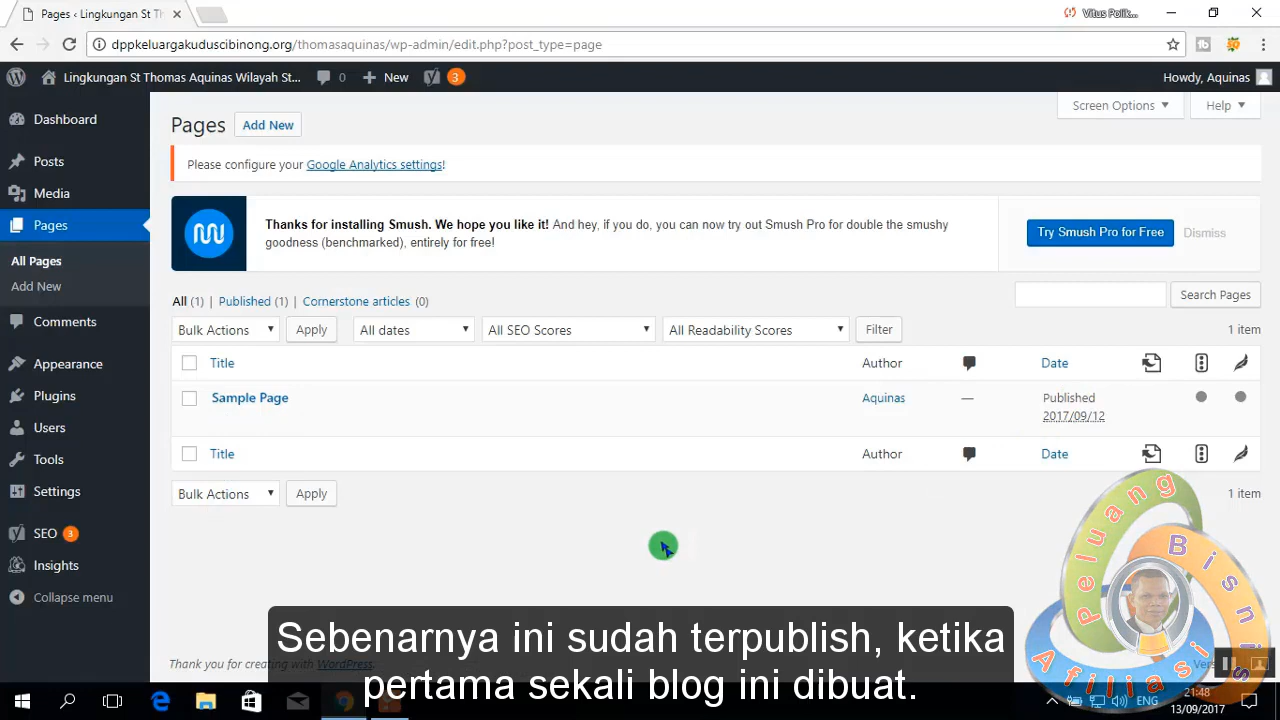 Pages ‹ Lingkungan St Th
Vitus Polik...
dppkeluargakuduscibinong.org/thomasaquinas/wp-admin/edit.php?post_type=page
Lingkungan St Thomas Aquinas Wilayah St...
0
New
3
Howdy, Aquinas
Dashboard
Posts
Media
Pages
All Pages
Add New
Comments
Appearance
Plugins
Users
Tools
Settings
SEO 3
Insights
Collapse menu
Screen Options
Help
Pages
Add New
Please configure your Google Analytics settings!
Thanks for installing Smush. We hope you like it! And hey, if you do, you can now try out Smush Pro for double the smushy
goodness (benchmarked), entirely for free!
Try Smush Pro for Free
Dismiss
All (1) | Published (1) | Cornerstone articles (0)
Search Pages
Bulk Actions
Apply
All dates
All SEO Scores
All Readability Scores
Filter
1 item
Title
Author
Date
Sample Page
Aquinas
—
Published
2017/09/12
Title
Author
Date
Bulk Actions
Apply
1 item
Peluang
Bisnis
Afiliasi
Sebenarnya ini sudah terpublish, ketika
pertama sekali blog ini dibuat.
Thank you for creating with WordPress.
ENG
21:48
13/09/2017